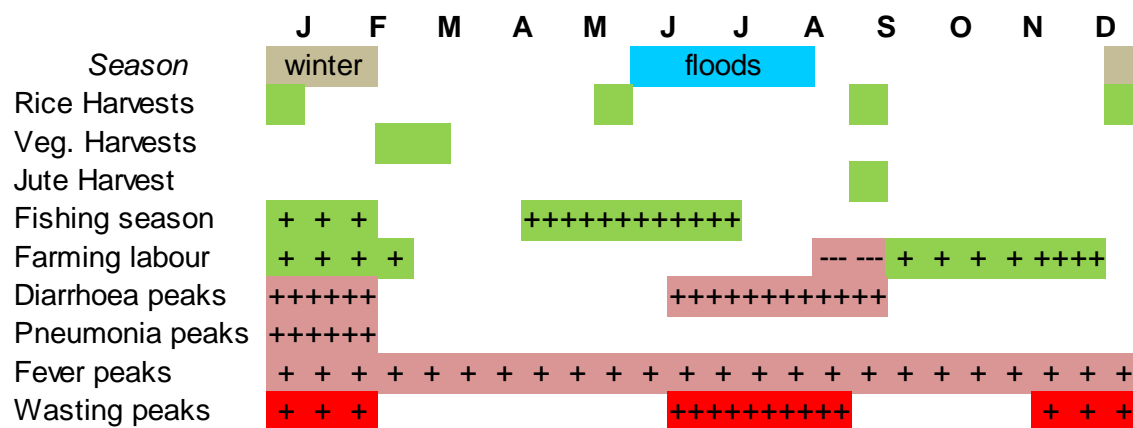 J F M A M J J A S O N D
Season winter floods
Rice Harvests
Veg. Harvests
Jute Harvest
Fishing season + + + ++++++++++++
Farming labour + + + + --- --- + + + + ++++
Diarrhoea peaks ++++++ ++++++++++++
Pneumonia peaks ++++++
Fever peaks + + + + + + + + + + + + + + + + + + + + + + + +
Wasting peaks + + + ++++++++++ + + +